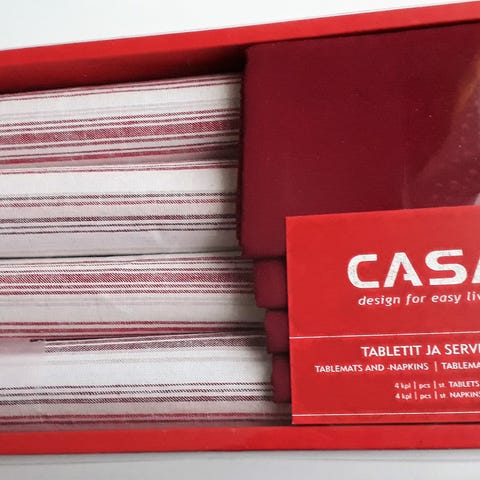 CASA
design for easy liv
TABLETIT JA SERVI
TABLEMATS AND -NAPKINS | TABLEMA
4 kpl | pcs | st TABLETS
4 kpl | pcs | st NAPKINS